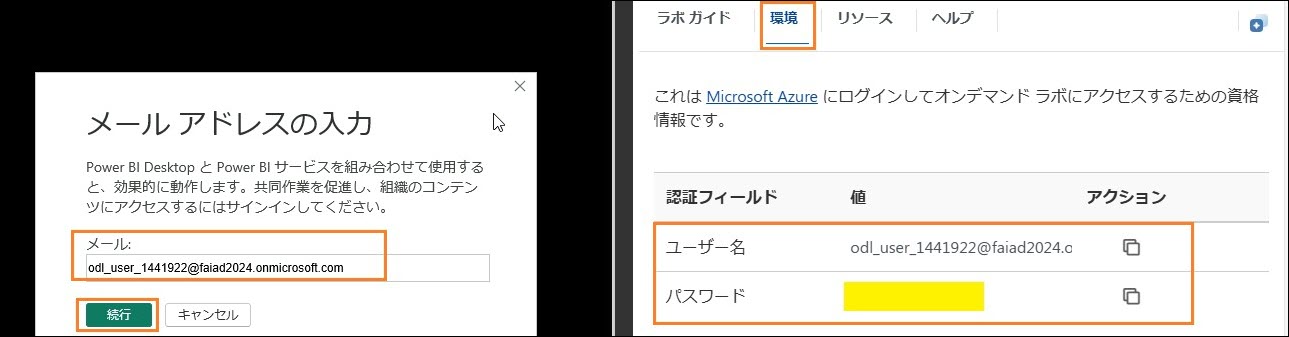 メール アドレスの入力
Power BI Desktop と Power BI サービスを組み合わせて使用する
と、効果的に動作します。共同作業を促進し、組織のコンテン
ツにアクセスするにはサインインしてください。
メール:
odl_user_1441922@faiad2024.onmicrosoft.com
続行 キャンセル
ラボ ガイド 環境 リソース ヘルプ
これは Microsoft Azure にログインしてオンデマンド ラボにアクセスするための資格
情報です。
認証フィールド 値 アクション
ユーザー名 odl_user_1441922@faiad2024.o
パスワード